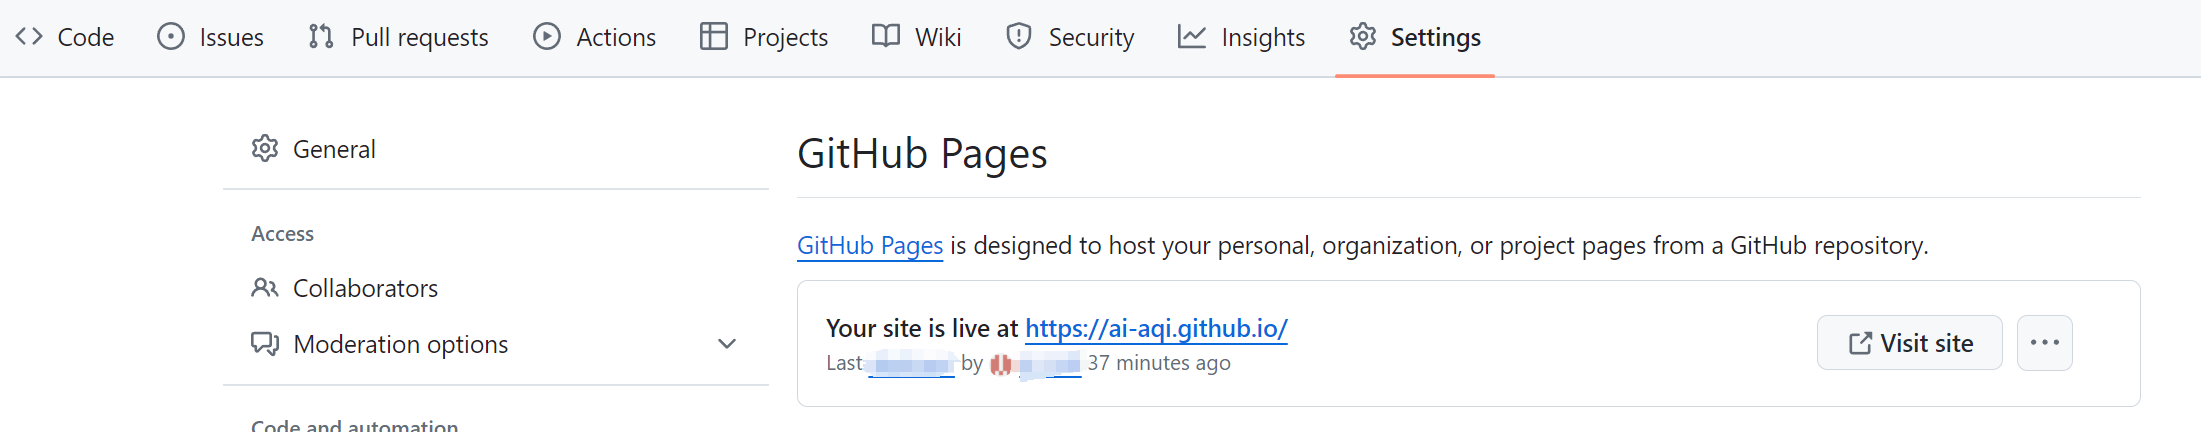 Code Issues Pull requests Actions Projects Wiki Security Insights Settings
General
Access
Collaborators
Moderation options
Code and automation
GitHub Pages
GitHub Pages is designed to host your personal, organization, or project pages from a GitHub repository.
Your site is live at https://ai-aqi.github.io/
Last by 37 minutes ago
Visit site